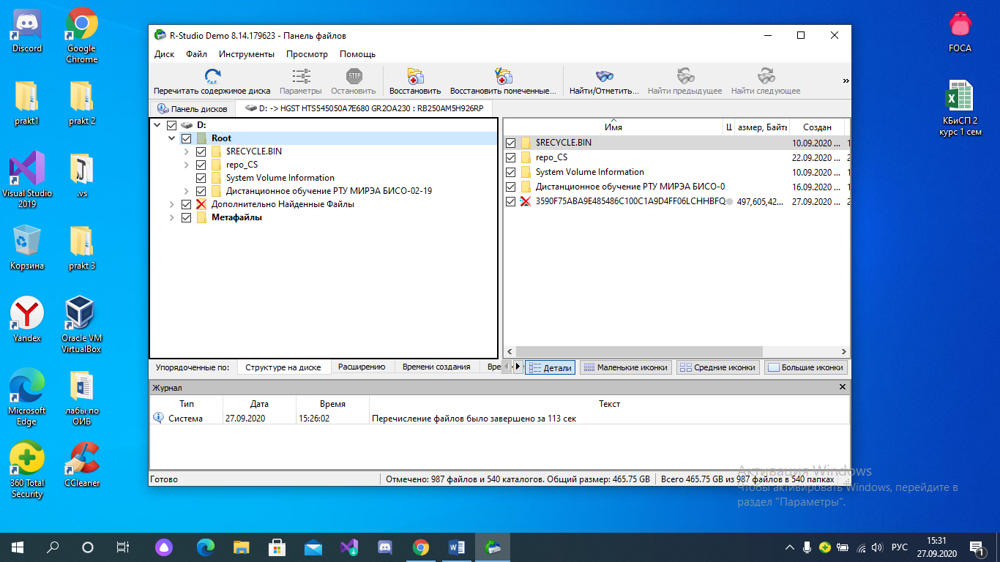 Discord
Google
Chrome
prakt1
prakt 2
Visual Studio
2019
.vs
Корзина
prakt 3
Yandex
Oracle VM
VirtualBox
Microsoft
Edge
лабы по
ОИБ
360 Total
Security
CCleaner
FOCA
КБиСП 2
курс 1 сем
R-Studio Demo 8.14.179623 - Панель файлов
Диск Файл Инструменты Просмотр Помощь
STOP
Перечитать содержимое диска Параметры Остановить Восстановить Восстановить помеченные... Найти/Отметить... Найти предыдущее Найти следующее »
Панель дисков D: -> HGST HTS545050A7E680 GR2OA230 : RB250AM5H926RP
D:
Root
$RECYCLE.BIN
repo_CS
System Volume Information
Дистанционное обучение РТУ МИРЭА БИСО-02-19
Дополнительно Найденные Файлы
Метафайлы
Имя Ц азмер, Байты Создан
$RECYCLE.BIN 10.09.2020 ... 1
repo_CS 22.09.2020 ... 2
System Volume Information 10.09.2020 ... 1
Дистанционное обучение РТУ МИРЭА БИСО-0. 16.09.2020 ... 1
3590F75ABA9E485486C100C1A9D4FF06LCHHBFQ 497,605,42... 27.09.2020 ... 2
Упорядоченные по: Структуре на диске Расширению Времени создания Вре
Детали Маленькие иконки Средние иконки Большие иконки
Журнал
Тип Дата Время Текст
Система 27.09.2020 15:26:02 Перечисление файлов было завершено за 113 сек
Готово Отмечено: 987 файлов и 540 каталогов. Общий размер: 465.75 GB Всего 465.75 GB из 987 файлов в 540 папках
Активация Windows
Чтобы активировать Windows, перейдите в
раздел "Параметры".
РУС
15:31
27.09.2020
1